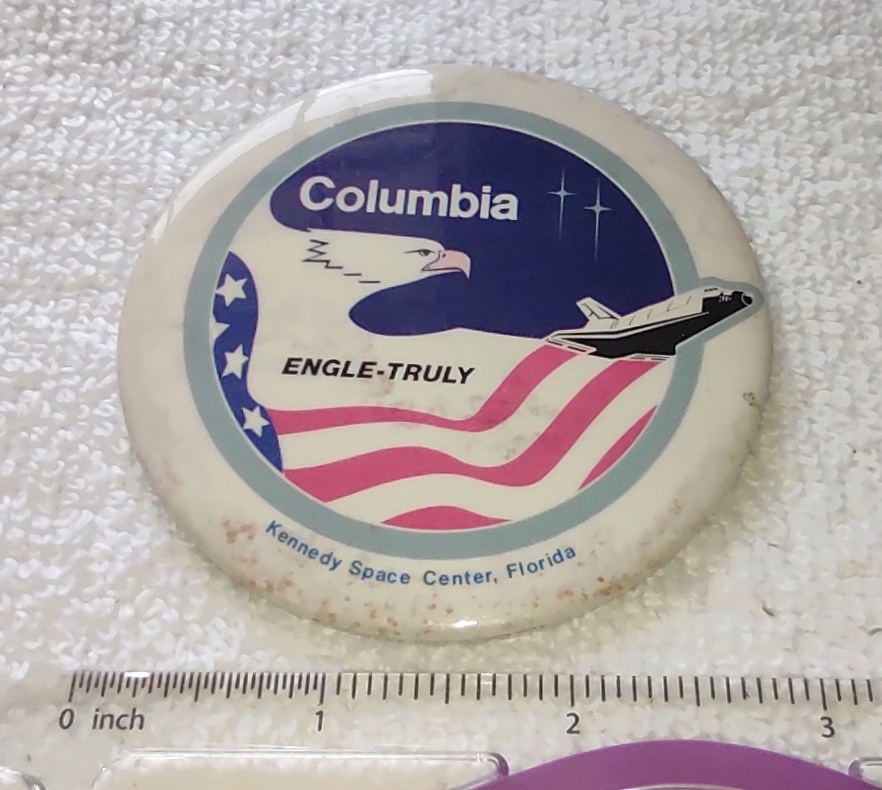 Columbia
ENGLE-TRULY
Kennedy Space Center, Florida
0 inch 1 2 3